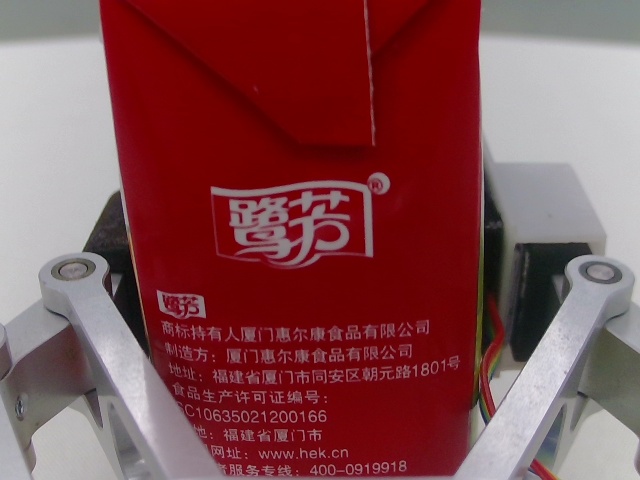 鹭芳®
鹭芳
商标持有人厦门惠尔康食品有限公司
制造方：厦门惠尔康食品有限公司
地址：福建省厦门市同安区朝元路1801号
食品生产许可证编号：
C10635021200166
地：福建省厦门市
网址：www.hek.cn
者服务专线：400-0919918